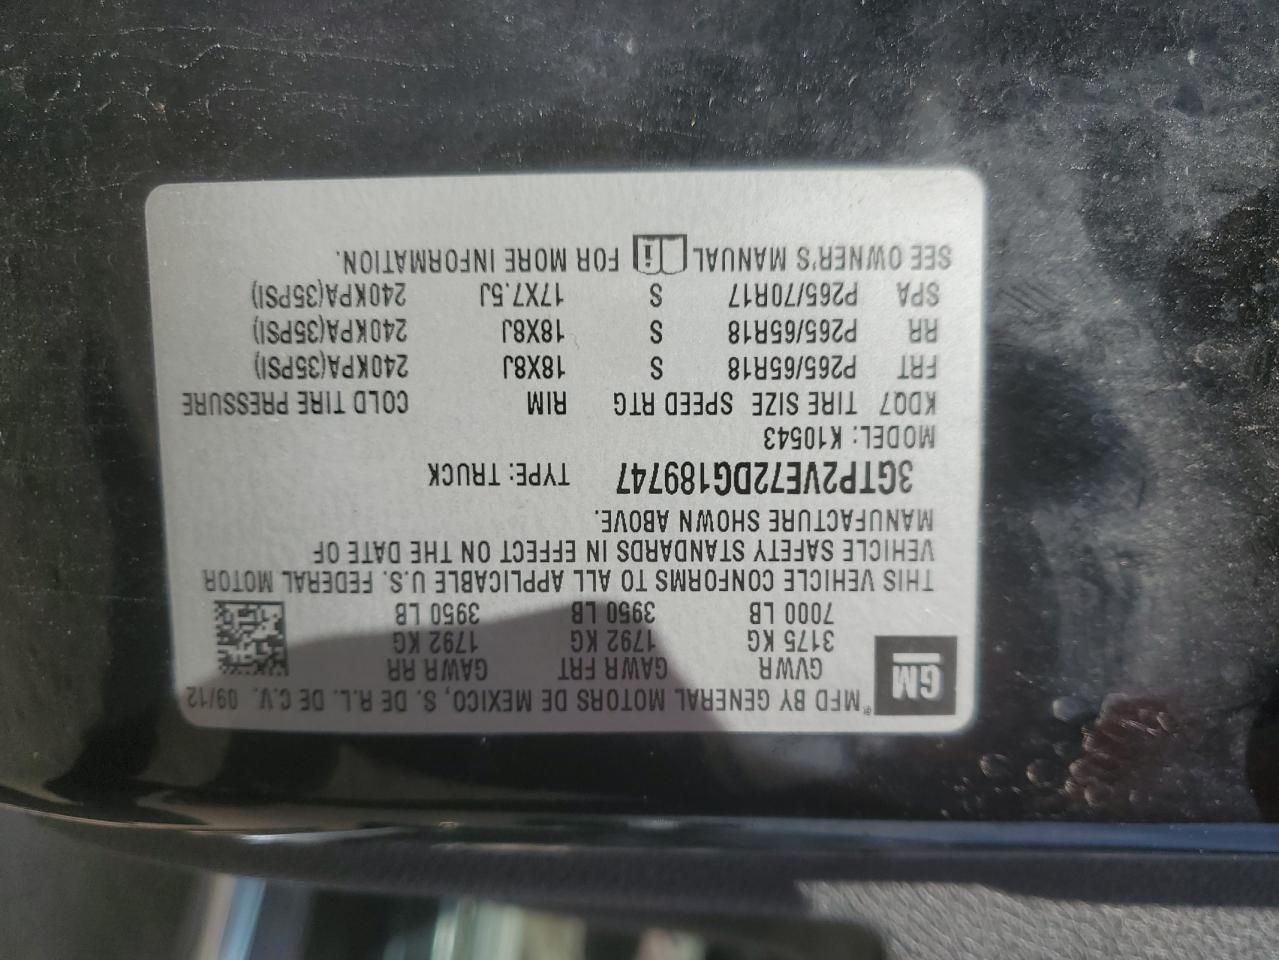 MFD BY GENERAL MOTORS DE MEXICO, S. DE R.L. DE C.V. 09/12
GM
GVWR GAWR FRT GAWR RR
3175 KG 1792 KG 1792 KG
7000 LB 3950 LB 3950 LB
THIS VEHICLE CONFORMS TO ALL APPLICABLE U.S. FEDERAL MOTOR
VEHICLE SAFETY STANDARDS IN EFFECT ON THE DATE OF
MANUFACTURE SHOWN ABOVE.
3GTP2VE72DG189747 TYPE: TRUCK
MODEL: K10543
KDQ7 TIRE SIZE SPEED RTG RIM COLD TIRE PRESSURE
FRT P265/65R18 S 18X8J 240KPA(35PSI)
RR P265/65R18 S 18X8J 240KPA(35PSI)
SPA P265/70R17 S 17X7.5J 240KPA(35PSI)
SEE OWNER'S MANUAL i FOR MORE INFORMATION.